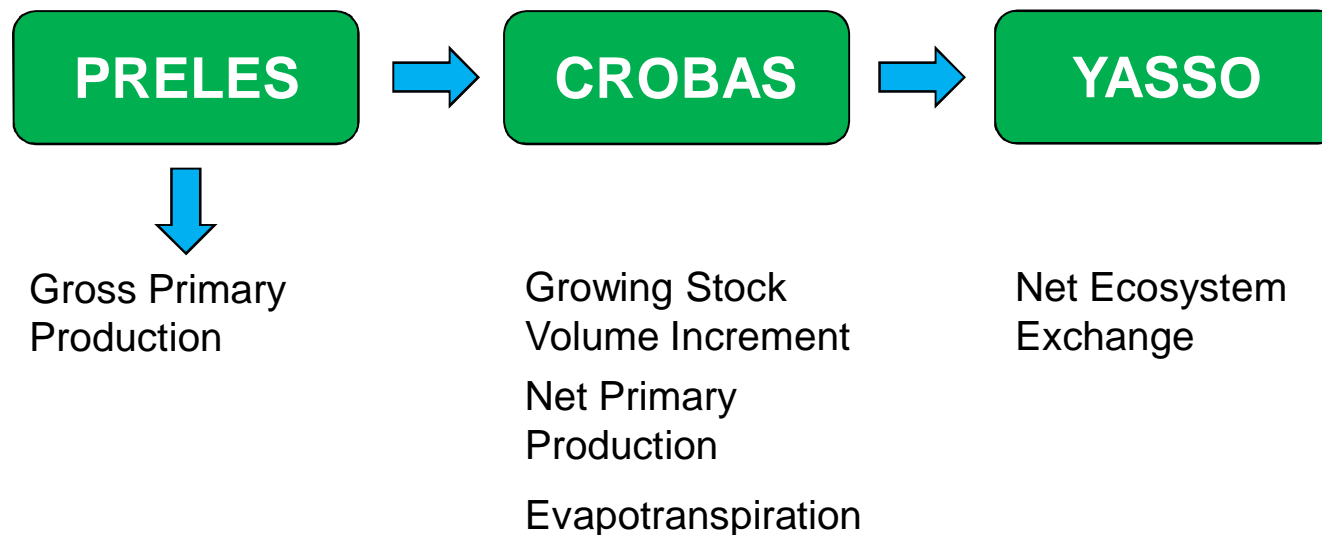 PRELES
CROBAS
YASSO
Gross Primary
Production
Growing Stock
Volume Increment
Net Primary
Production
Evapotranspiration
Net Ecosystem
Exchange